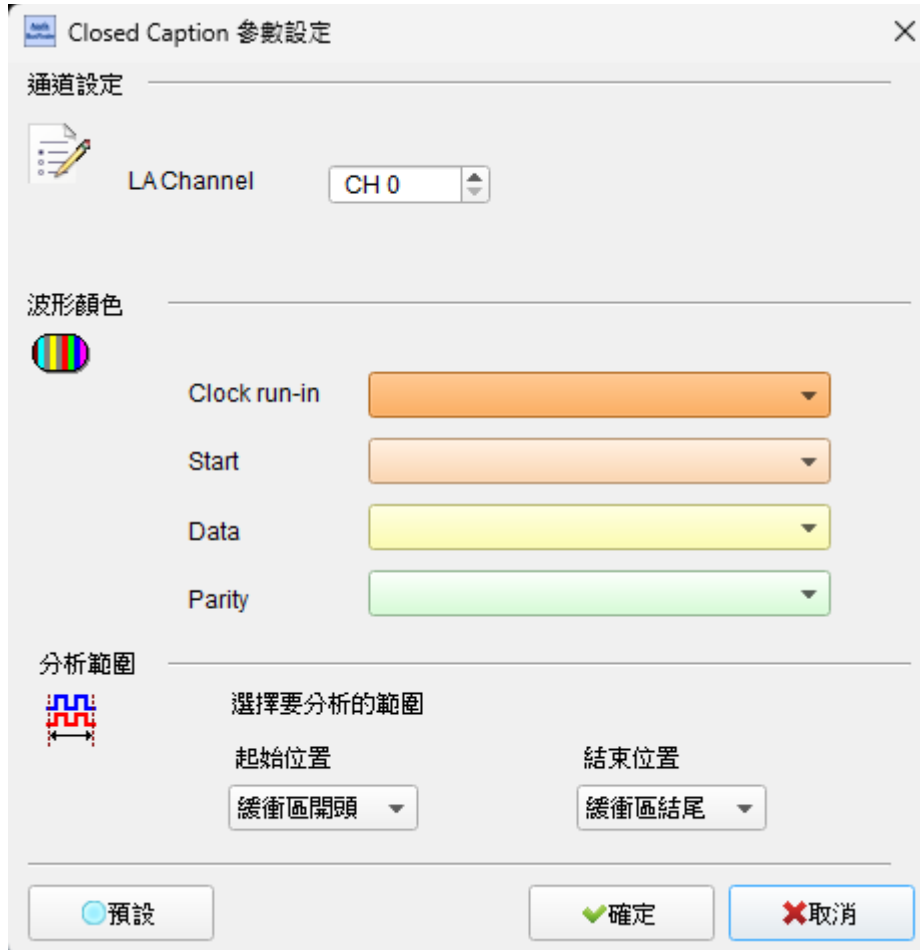 Closed Caption 參數設定
通道設定
LA Channel
CH 0
波形顏色
Clock run-in
Start
Data
Parity
分析範圍
選擇要分析的範圍
起始位置 結束位置
緩衝區開頭 緩衝區結尾
預設 確定 取消